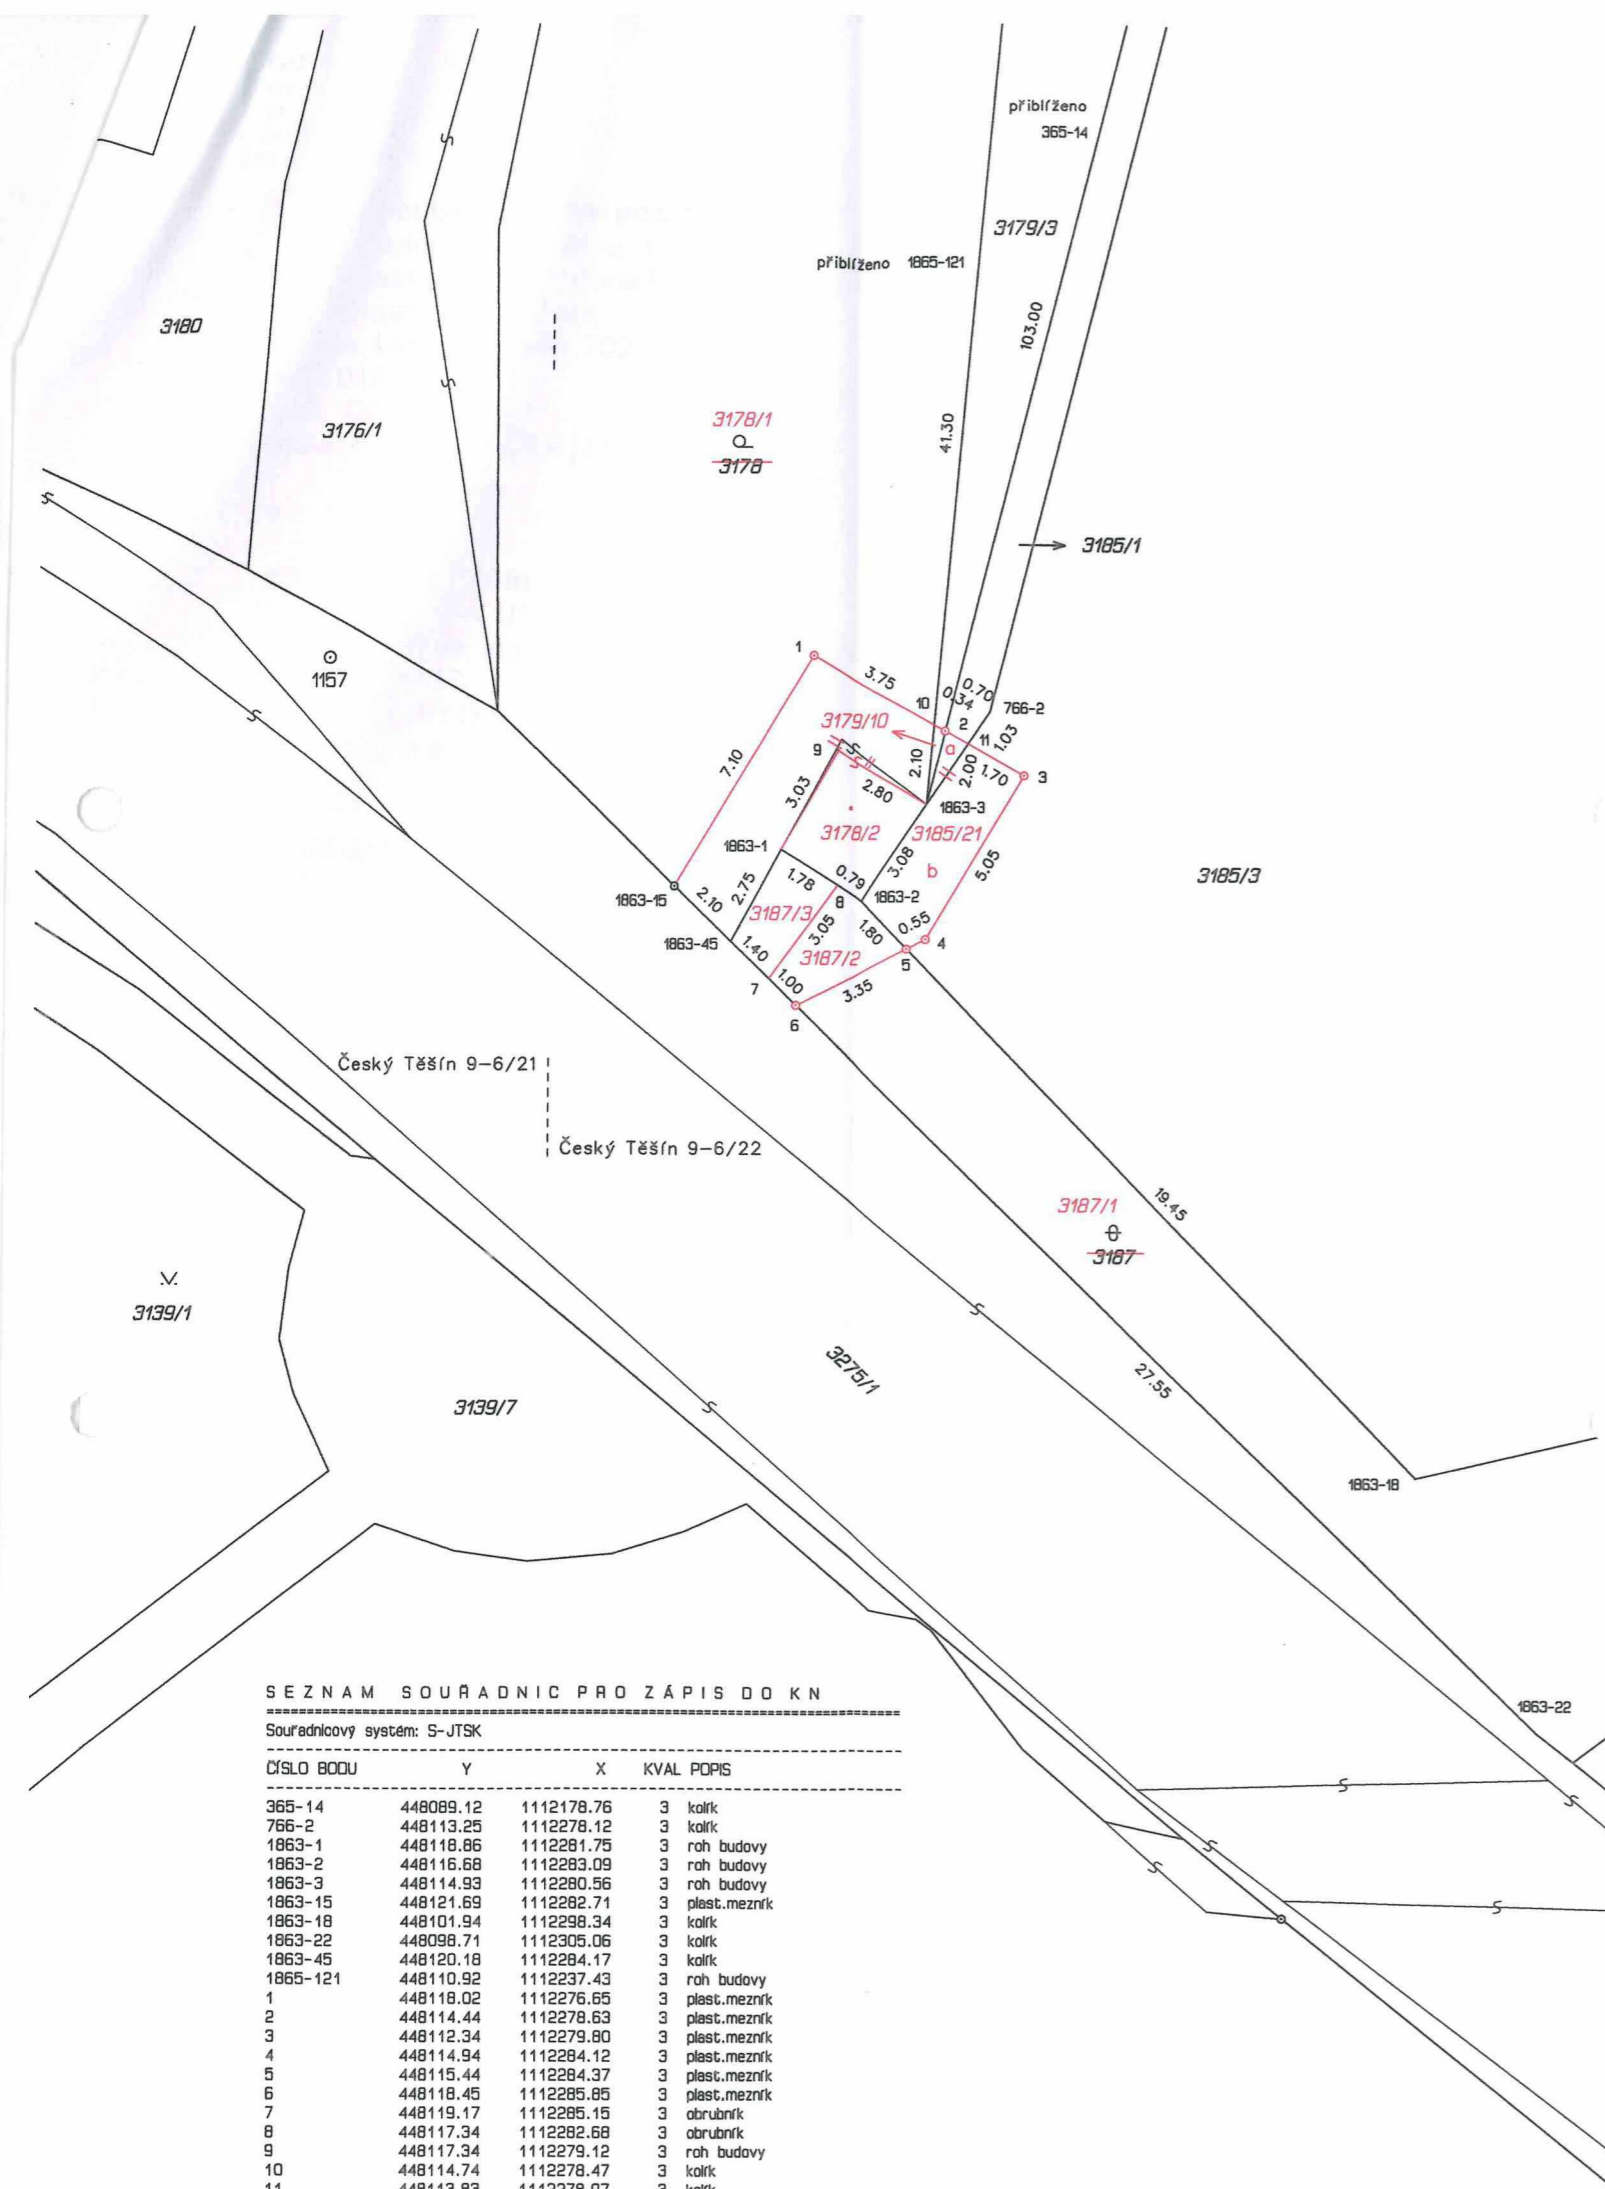 přiblíženo
365-14
3179/3
přiblíženo 1865-121
103.00
3180
3178/1
3178
3176/1
41.30
3185/1
1
3.75
1157
10
0.34
0.70
766-2
2
3179/10
11
1.03
a
9
7.10
2.10
2.00
1.70
3
3.03
2.80
1863-3
3178/2
3185/21
1863-1
3.08
5.05
b
3185/3
1.78
0.79
8
1863-2
1863-15
2.10
2.75
3187/3
3.05
1.80
0.55
4
1863-45
1.40
3187/2
5
7
1.00
3.35
6
Český Těšín 9-6/21
Český Těšín 9-6/22
19.45
3187/1
3187
3139/1
3275/1
27.55
3139/7
1863-18
1863-22
SEZNAM SOUŘADNIC PRO ZÁPIS DO KN
Souřadnicový systém: S-JTSK
ČÍSLO BODU Y X KVAL POPIS
365-14 448089.12 1112178.76 3 kolík
766-2 448113.25 1112278.12 3 kolík
1863-1 448118.86 1112281.75 3 roh budovy
1863-2 448116.68 1112283.09 3 roh budovy
1863-3 448114.93 1112280.56 3 roh budovy
1863-15 448121.69 1112282.71 3 plast.mezník
1863-18 448101.94 1112298.34 3 kolík
1863-22 448098.71 1112305.06 3 kolík
1863-45 448120.18 1112284.17 3 kolík
1865-121 448110.92 1112237.43 3 roh budovy
1 448118.02 1112276.65 3 plast.mezník
2 448114.44 1112278.63 3 plast.mezník
3 448112.34 1112279.80 3 plast.mezník
4 448114.94 1112284.12 3 plast.mezník
5 448115.44 1112284.37 3 plast.mezník
6 448118.45 1112285.85 3 plast.mezník
7 448119.17 1112285.15 3 obrubník
8 448117.34 1112282.68 3 obrubník
9 448117.34 1112279.12 3 roh budovy
10 448114.74 1112278.47 3 kolík
11 448113.83 1112278.97 3 kolík